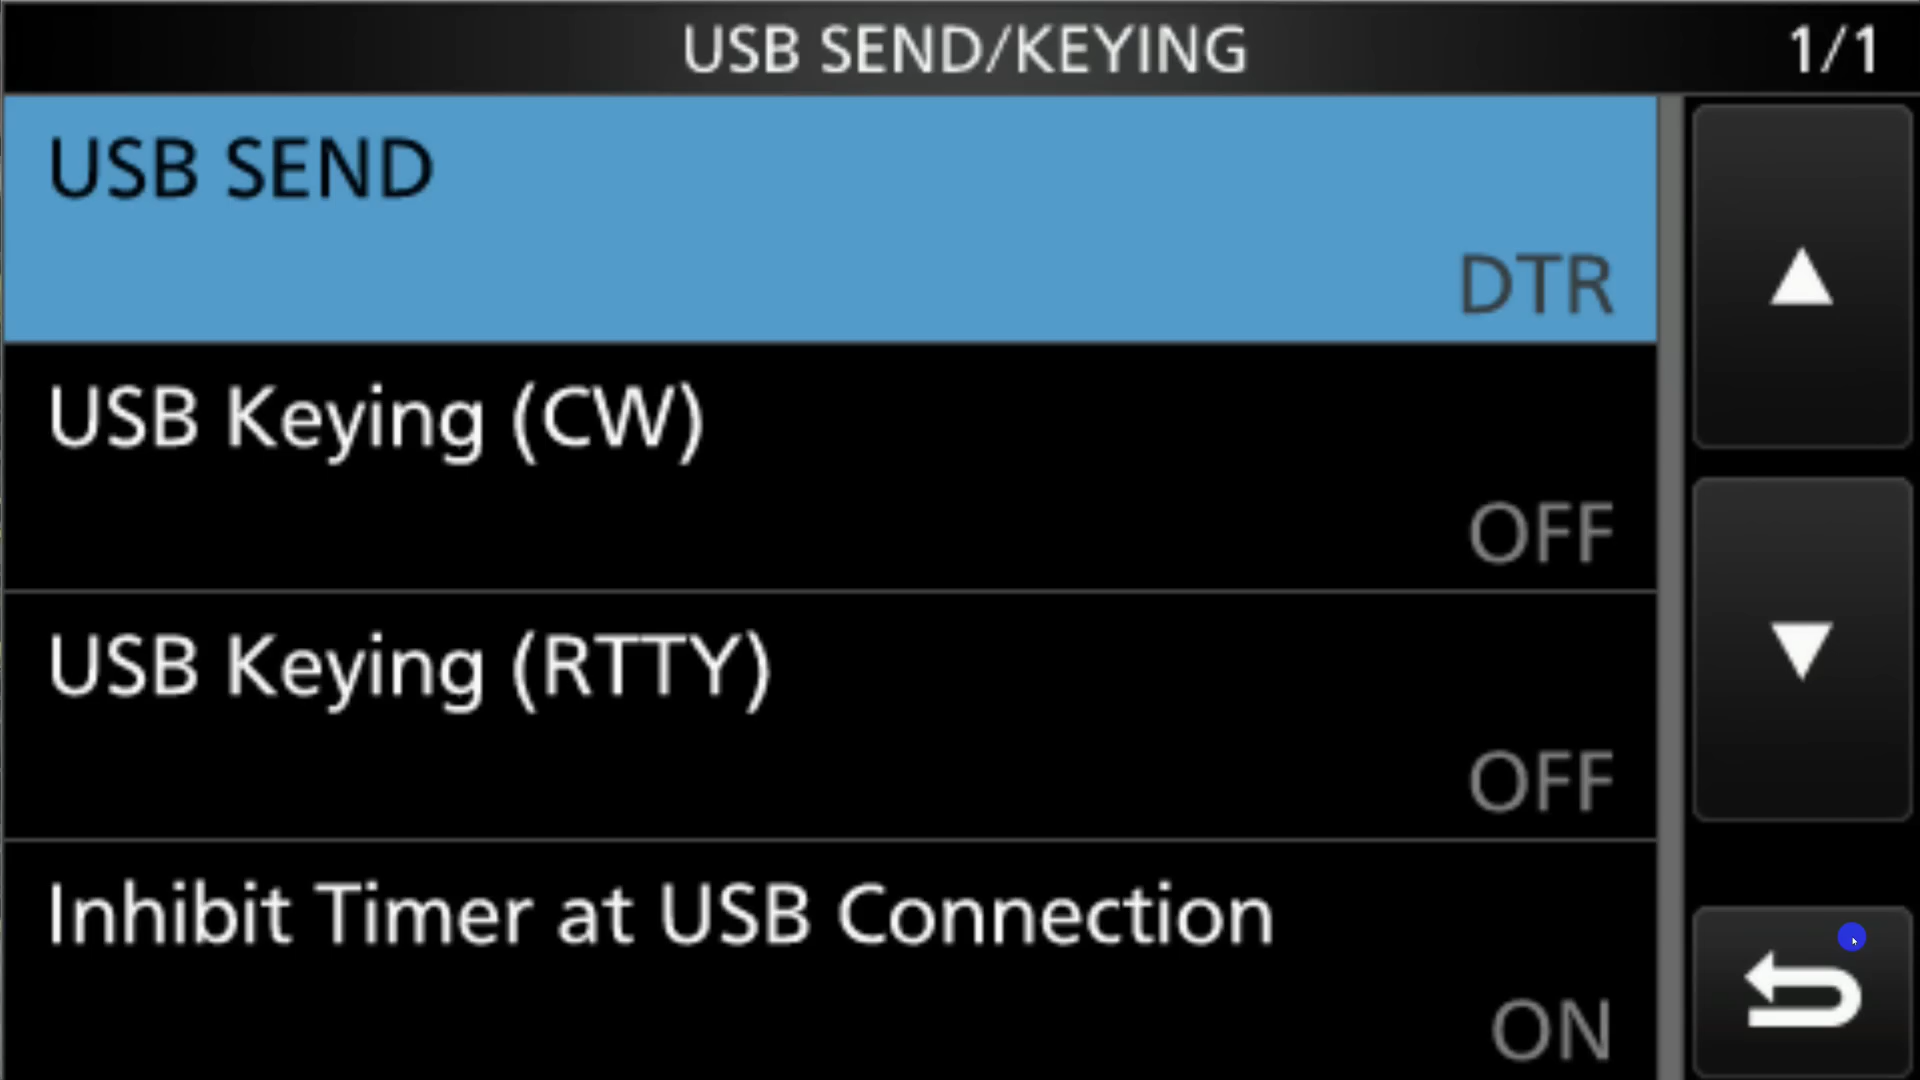 USB SEND/KEYING 1/1
USB SEND
DTR
USB Keying (CW)
OFF
USB Keying (RTTY)
OFF
Inhibit Timer at USB Connection
ON